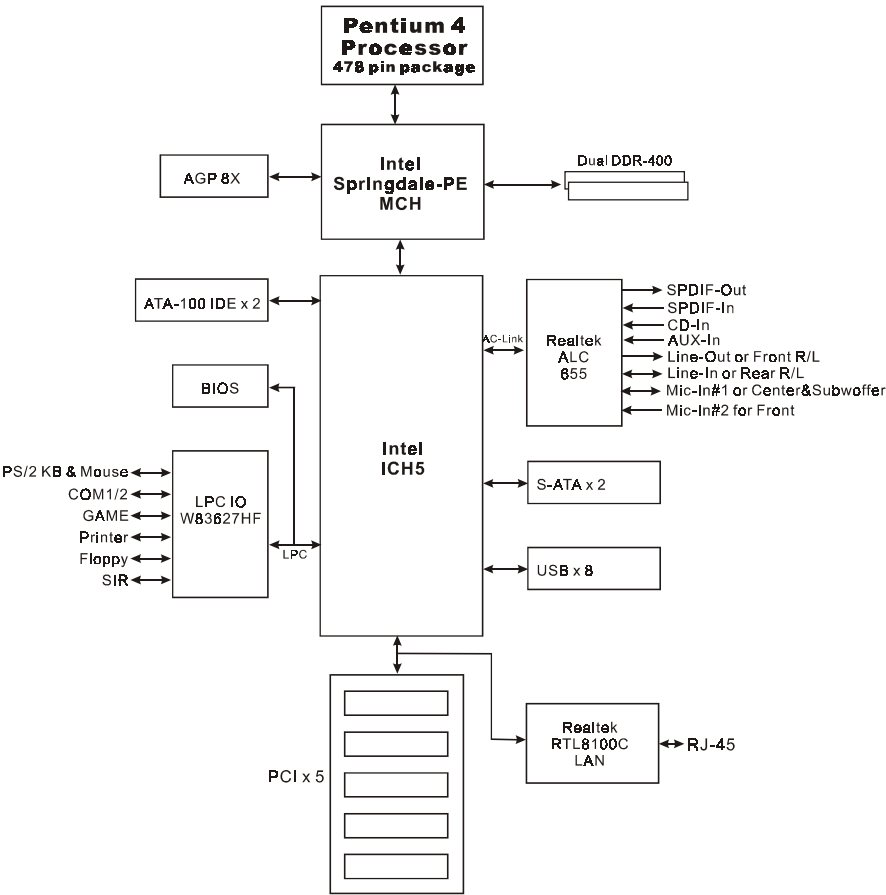 Pentium 4
Processor
478 pin package
Intel
Springdale-PE
MCH
AGP 8X
Dual DDR-400
ATA-100 IDE x 2
BIOS
Intel
ICH5
AC-Link
Realtek
ALC
655
SPDIF-Out
SPDIF-In
CD-In
AUX-In
Line-Out or Front R/L
Line-In or Rear R/L
Mic-In#1 or Center&Subwoffer
Mic-In#2 for Front
PS/2 KB & Mouse
COM1/2
GAME
Printer
Floppy
SIR
LPC IO
W83627HF
LPC
S-ATA x 2
USB x 8
PCI x 5
Realtek
RTL8100C
LAN
RJ-45